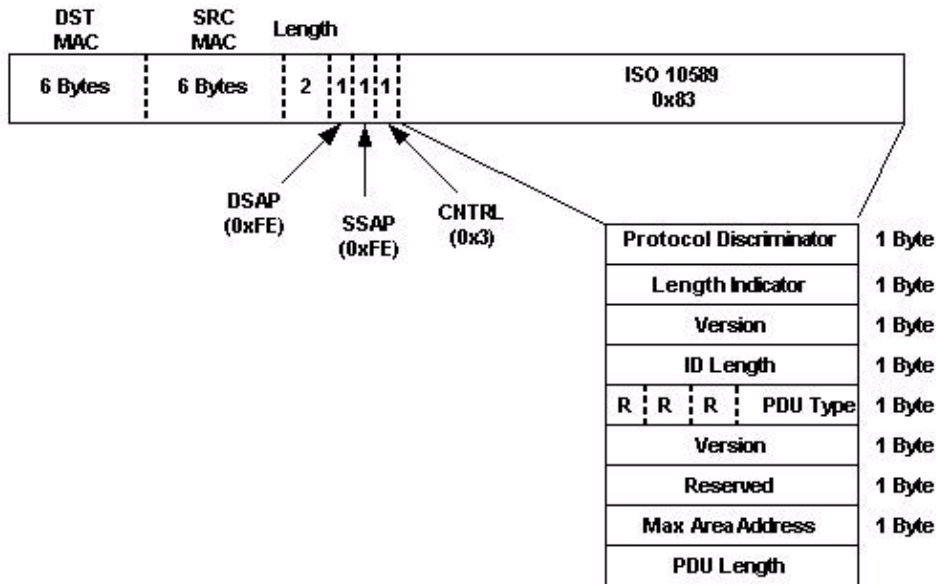 DST
MAC
SRC
MAC
Length
6 Bytes
6 Bytes
2
1
1
1
ISO 10589
0x83
DSAP
(0xFE)
SSAP
(0xFE)
CNTRL
(0x3)
Protocol Discriminator 1 Byte
Length Indicator 1 Byte
Version 1 Byte
ID Length 1 Byte
R R R PDU Type 1 Byte
Version 1 Byte
Reserved 1 Byte
Max Area Address 1 Byte
PDU Length